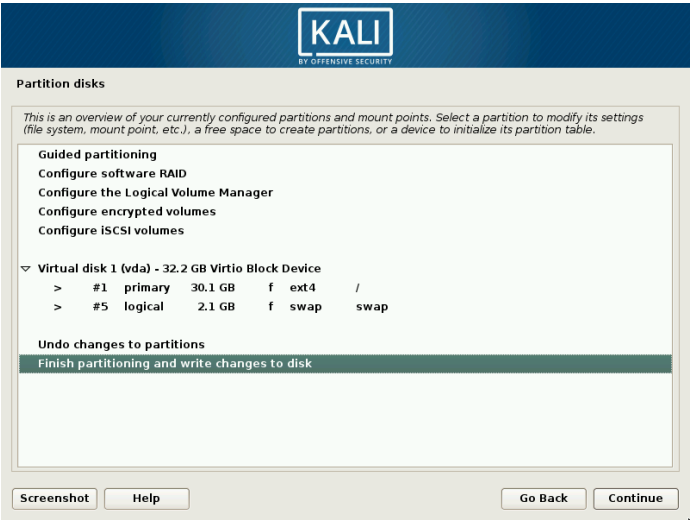 KALI
BY OFFENSIVE SECURITY
Partition disks
This is an overview of your currently configured partitions and mount points. Select a partition to modify its settings
(file system, mount point, etc.), a free space to create partitions, or a device to initialize its partition table.
Guided partitioning
Configure software RAID
Configure the Logical Volume Manager
Configure encrypted volumes
Configure iSCSI volumes
Virtual disk 1 (vda) - 32.2 GB Virtio Block Device
> #1 primary 30.1 GB f ext4 /
> #5 logical 2.1 GB f swap swap
Undo changes to partitions
Finish partitioning and write changes to disk
Screenshot Help Go Back Continue